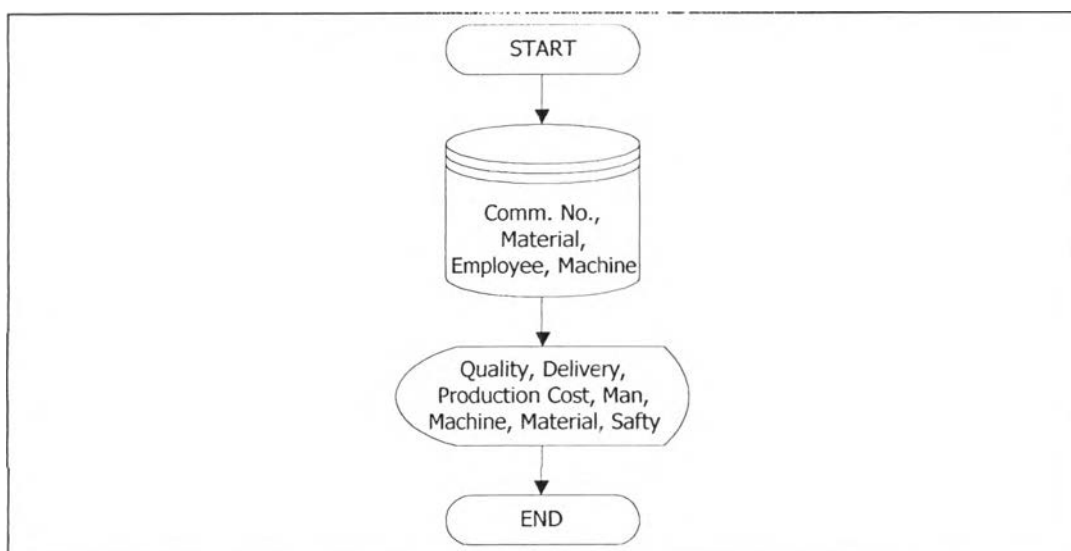 START
Comm. No.,
Material,
Employee, Machine
Quality, Delivery,
Production Cost, Man,
Machine, Material, Safty
END